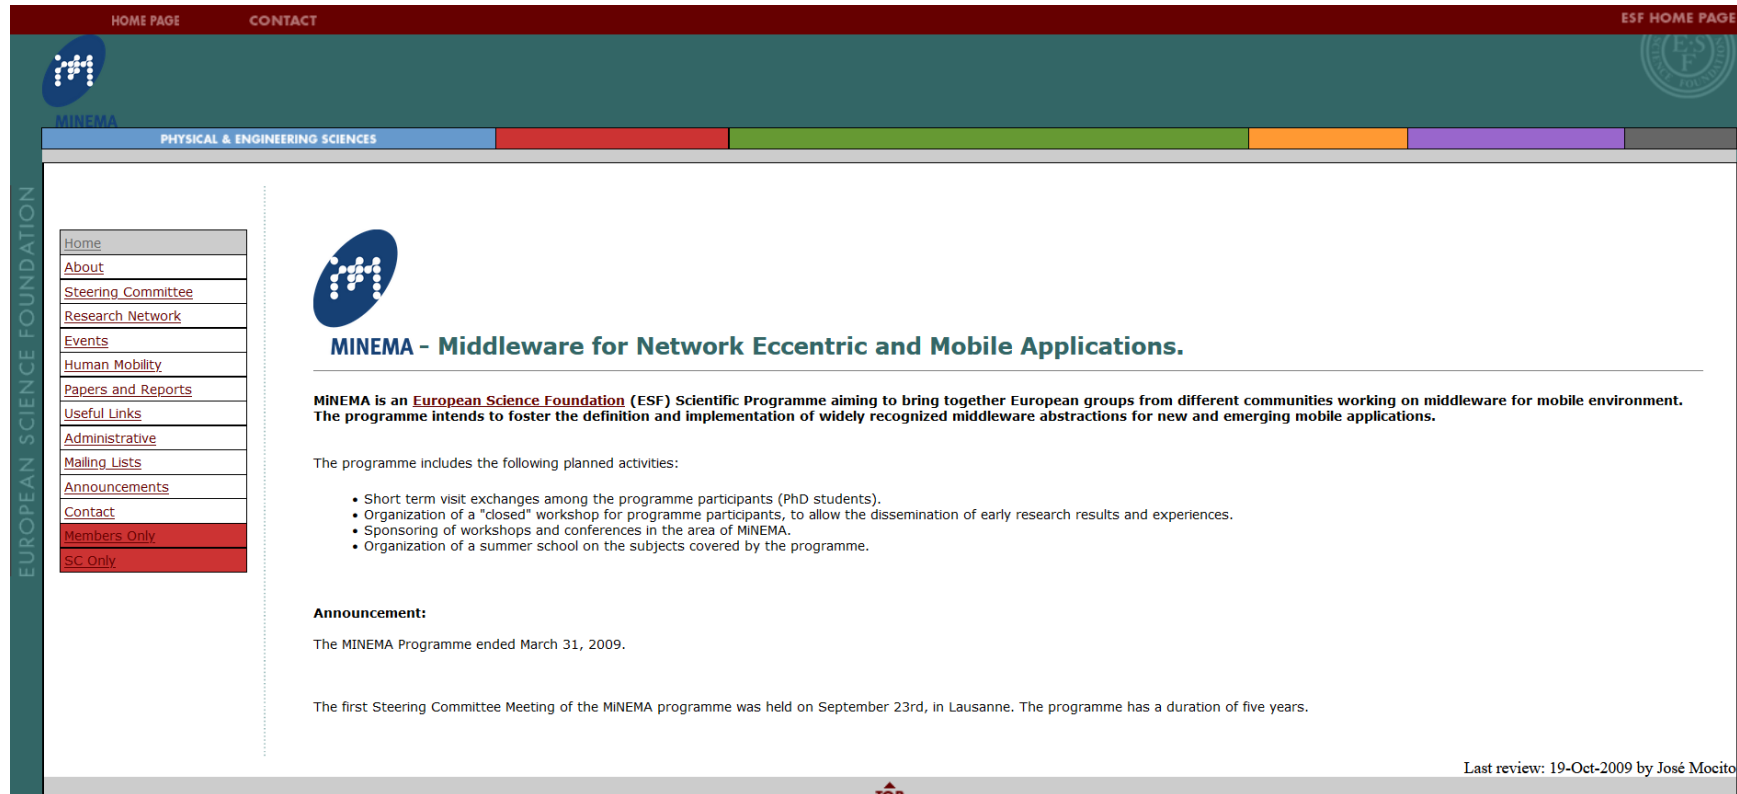 HOME PAGE CONTACT ESF HOME PAGE
MINEMA
PHYSICAL & ENGINEERING SCIENCES
EUROPEAN SCIENCE FOUNDATION
Home
About
Steering Committee
Research Network
Events
Human Mobility
Papers and Reports
Useful Links
Administrative
Mailing Lists
Announcements
Contact
Members Only
SC Only
MINEMA - Middleware for Network Eccentric and Mobile Applications.
MiNEMA is an European Science Foundation (ESF) Scientific Programme aiming to bring together European groups from different communities working on middleware for mobile environment.
The programme intends to foster the definition and implementation of widely recognized middleware abstractions for new and emerging mobile applications.
The programme includes the following planned activities:
• Short term visit exchanges among the programme participants (PhD students).
• Organization of a "closed" workshop for programme participants, to allow the dissemination of early research results and experiences.
• Sponsoring of workshops and conferences in the area of MiNEMA.
• Organization of a summer school on the subjects covered by the programme.
Announcement:
The MINEMA Programme ended March 31, 2009.
The first Steering Committee Meeting of the MiNEMA programme was held on September 23rd, in Lausanne. The programme has a duration of five years.
Last review: 19-Oct-2009 by José Mocito
TOP